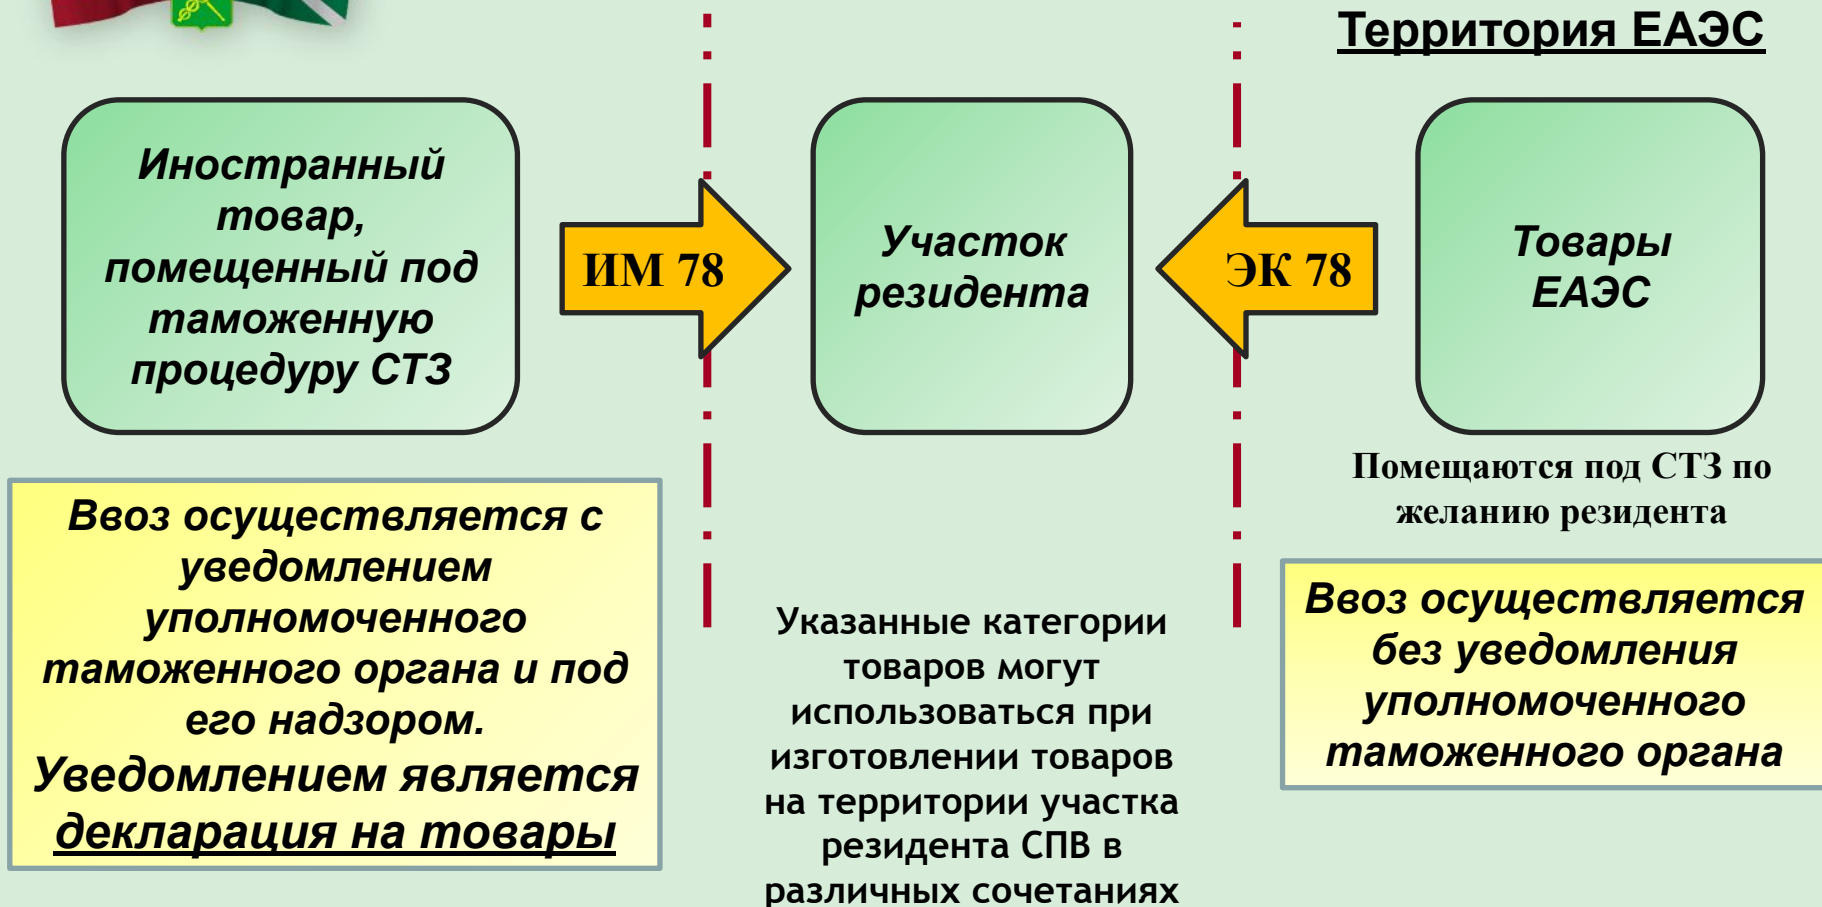 Территория ЕАЭС
Иностранный
товар,
помещенный под
таможенную
процедуру СТЗ
ИМ 78
Участок
резидента
ЭК 78
Товары
ЕАЭС
Помещаются под СТЗ по
желанию резидента
Ввоз осуществляется с
уведомлением
уполномоченного
таможенного органа и под
его надзором.
Уведомлением является
декларация на товары
Указанные категории
товаров могут
использоваться при
изготовлении товаров
на территории участка
резидента СПВ в
различных сочетаниях
Ввоз осуществляется
без уведомления
уполномоченного
таможенного органа